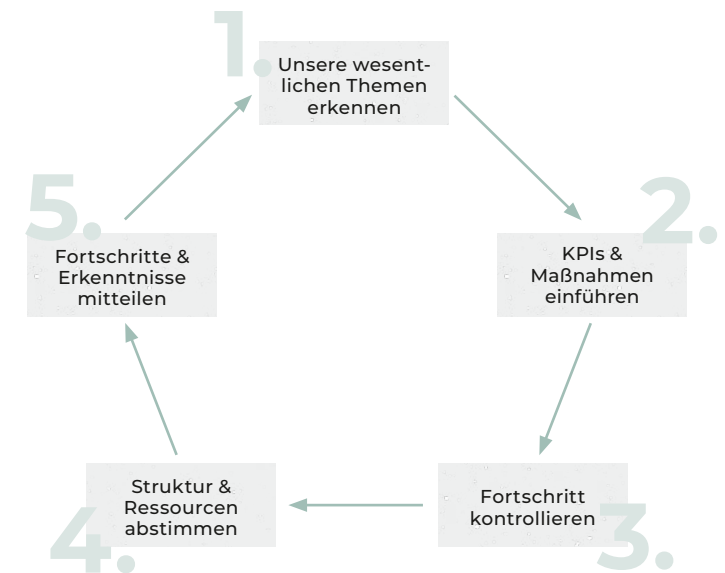 1.
Unsere wesent-
lichen Themen
erkennen
2.
KPIs &
Maßnahmen
einführen
3.
Fortschritt
kontrollieren
4.
Struktur &
Ressourcen
abstimmen
5.
Fortschritte &
Erkenntnisse
mitteilen